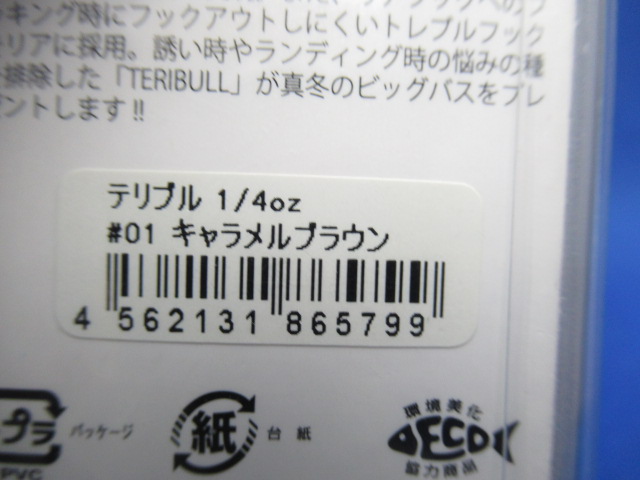 ーキング時にフックアウトしにくいトレブルフック
リアに採用。誘い時やランディング時の悩みの種
排除した「TERIBULL」が真冬のビッグバスをプレ
ゼントします!!
テリブル 1/4oz
#01 キャラメルブラウン
4 562131 865799
プラ
パッケージ
PVC
紙
台紙
環境美化
ECO
協力商品